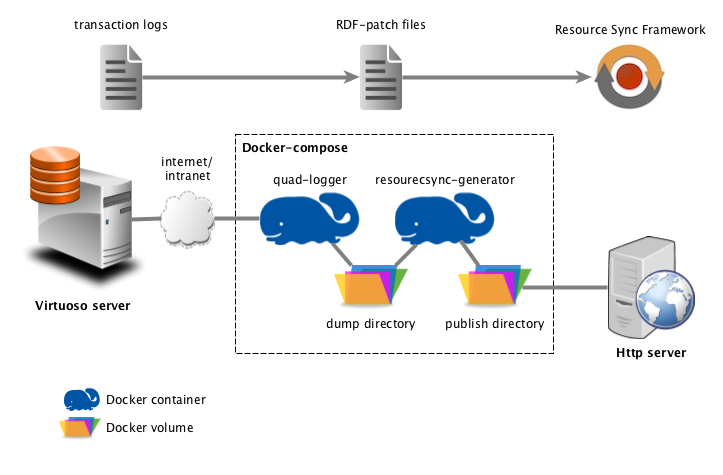 transaction logs
RDF-patch files
Resource Sync Framework
Docker-compose
internet/
intranet
quad-logger
resourecsync-generator
Virtuoso server
dump directory
publish directory
Http server
Docker container
Docker volume